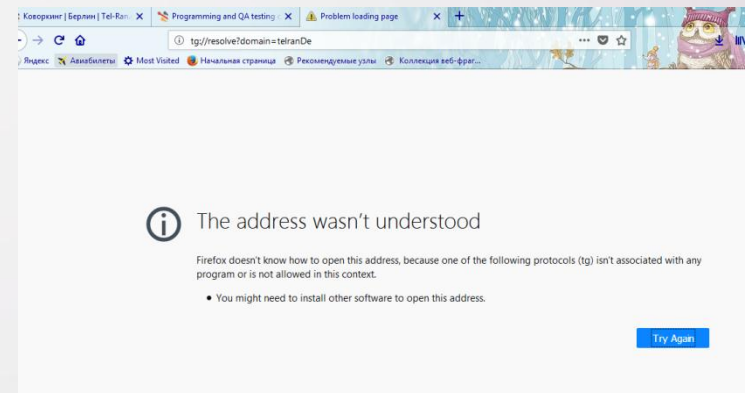 Коворкинг | Берлин | Tel-Ran
Programming and QA testing
Problem loading page
tg://resolve?domain=telranDe
Яндекс Авиабилеты Most Visited Начальная страница Рекомендуемые узлы Коллекция веб-фраг...
The address wasn't understood
Firefox doesn't know how to open this address, because one of the following protocols (tg) isn't associated with any
program or is not allowed in this context.
• You might need to install other software to open this address.
Try Again